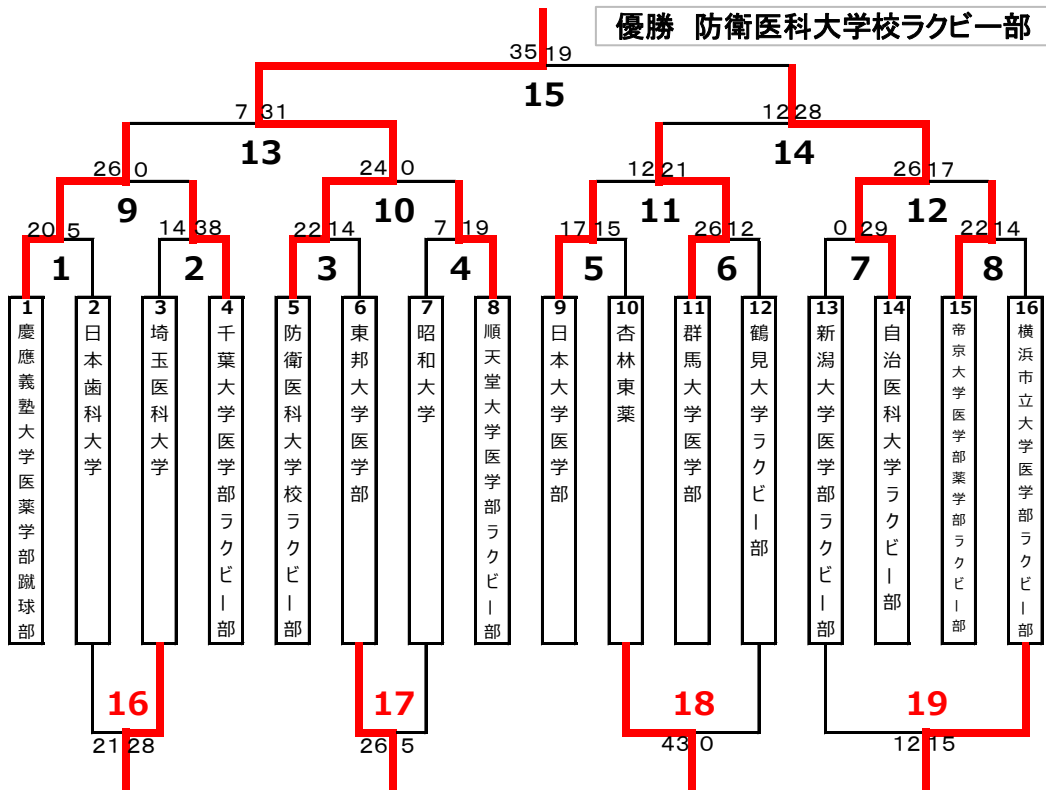 優勝 防衛医科大学校ラクビー部
35 19
15
7 31
12 28
13
14
26 0
24 0
12 21
26 17
9
10
11
12
20 5
14 38
22 14
7 19
17 15
26 12
0 29
22 14
1
2
3
4
5
6
7
8
1 慶應義塾大学医薬学部蹴球部
2 日本歯科大学
3 埼玉医科大学
4 千葉大学医学部ラクビー部
5 防衛医科大学校ラクビー部
6 東邦大学医学部
7 昭和大学
8 順天堂大学医学部ラクビー部
9 日本大学医学部
10 杏林東薬
11 群馬大学医学部
12 鶴見大学ラクビー部
13 新潟大学医学部ラクビー部
14 自治医科大学ラクビー部
15 帝京大学医学部薬学部ラクビー部
16 横浜市立大学医学部ラクビー部
16
17
18
19
21 28
26 5
43 0
12 15